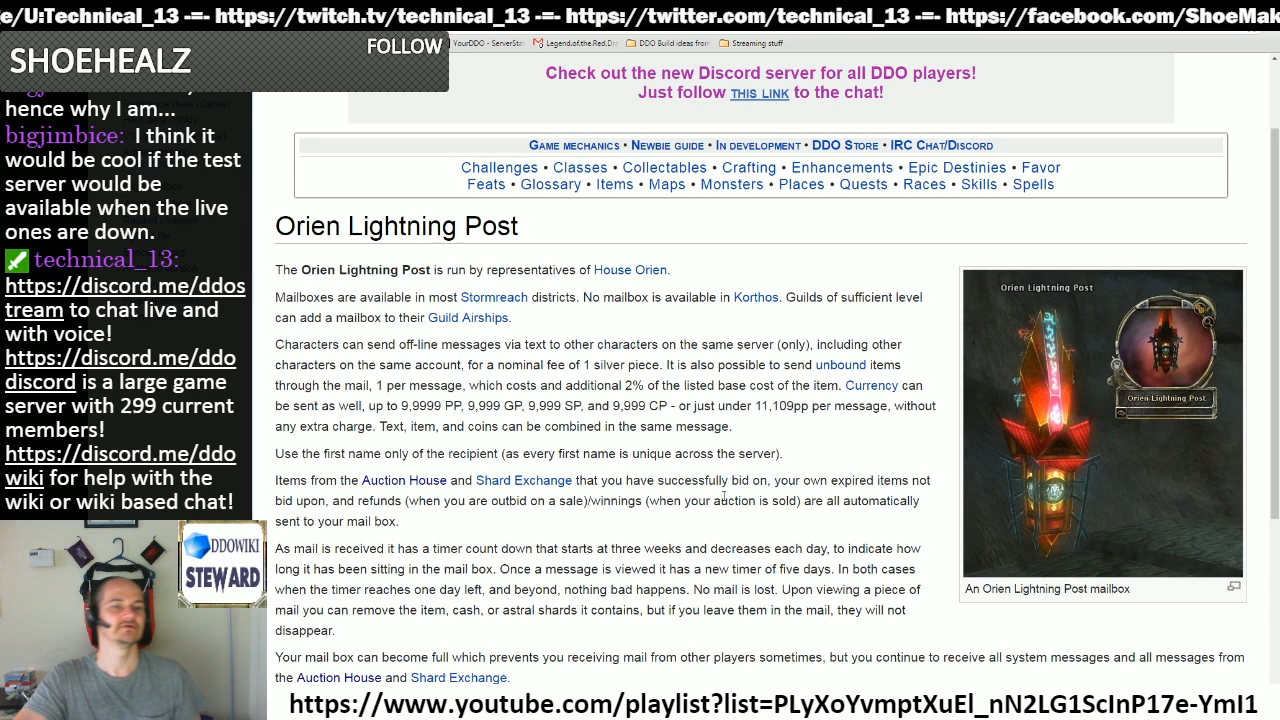 e/U:Technical_13 -=- https://twitch.tv/technical_13 -=- https://twitter.com/technical_13 -=- https://facebook.com/ShoeMak
SHOEHEALZ
FOLLOW
YourDDO - ServerSta
Legend.of.the.Red.Dr
DDO Build ideas from
Streaming stuff
hence why I am...
bigjimbice: I think it
would be cool if the test
server would be
available when the live
ones are down.
technical_13:
https://discord.me/ddos
tream to chat live and
with voice!
https://discord.me/ddo
discord is a large game
server with 299 current
members!
https://discord.me/ddo
wiki for help with the
wiki or wiki based chat!
DDOWIKI
STEWARD
Check out the new Discord server for all DDO players!
Just follow THIS LINK to the chat!
Game mechanics • Newbie guide • In development • DDO Store • IRC Chat/Discord
Challenges • Classes • Collectables • Crafting • Enhancements • Epic Destinies • Favor
Feats • Glossary • Items • Maps • Monsters • Places • Quests • Races • Skills • Spells
Orien Lightning Post
The Orien Lightning Post is run by representatives of House Orien.
Mailboxes are available in most Stormreach districts. No mailbox is available in Korthos. Guilds of sufficient level
can add a mailbox to their Guild Airships.
Characters can send off-line messages via text to other characters on the same server (only), including other
characters on the same account, for a nominal fee of 1 silver piece. It is also possible to send unbound items
through the mail, 1 per message, which costs and additional 2% of the listed base cost of the item. Currency can
be sent as well, up to 9,9999 PP, 9,999 GP, 9,999 SP, and 9,999 CP - or just under 11,109pp per message, without
any extra charge. Text, item, and coins can be combined in the same message.
Use the first name only of the recipient (as every first name is unique across the server).
Items from the Auction House and Shard Exchange that you have successfully bid on, your own expired items not
bid upon, and refunds (when you are outbid on a sale)/winnings (when your auction is sold) are all automatically
sent to your mail box.
As mail is received it has a timer count down that starts at three weeks and decreases each day, to indicate how
long it has been sitting in the mail box. Once a message is viewed it has a new timer of five days. In both cases
when the timer reaches one day left, and beyond, nothing bad happens. No mail is lost. Upon viewing a piece of
mail you can remove the item, cash, or astral shards it contains, but if you leave them in the mail, they will not
disappear.
Your mail box can become full which prevents you receiving mail from other players sometimes, but you continue to receive all system messages and all messages from
the Auction House and Shard Exchange.
Orien Lightning Post
Orien Lightning Post
An Orien Lightning Post mailbox
https://www.youtube.com/playlist?list=PLyXoYvmptXuEl_nN2LG1ScInP17e-YmI1